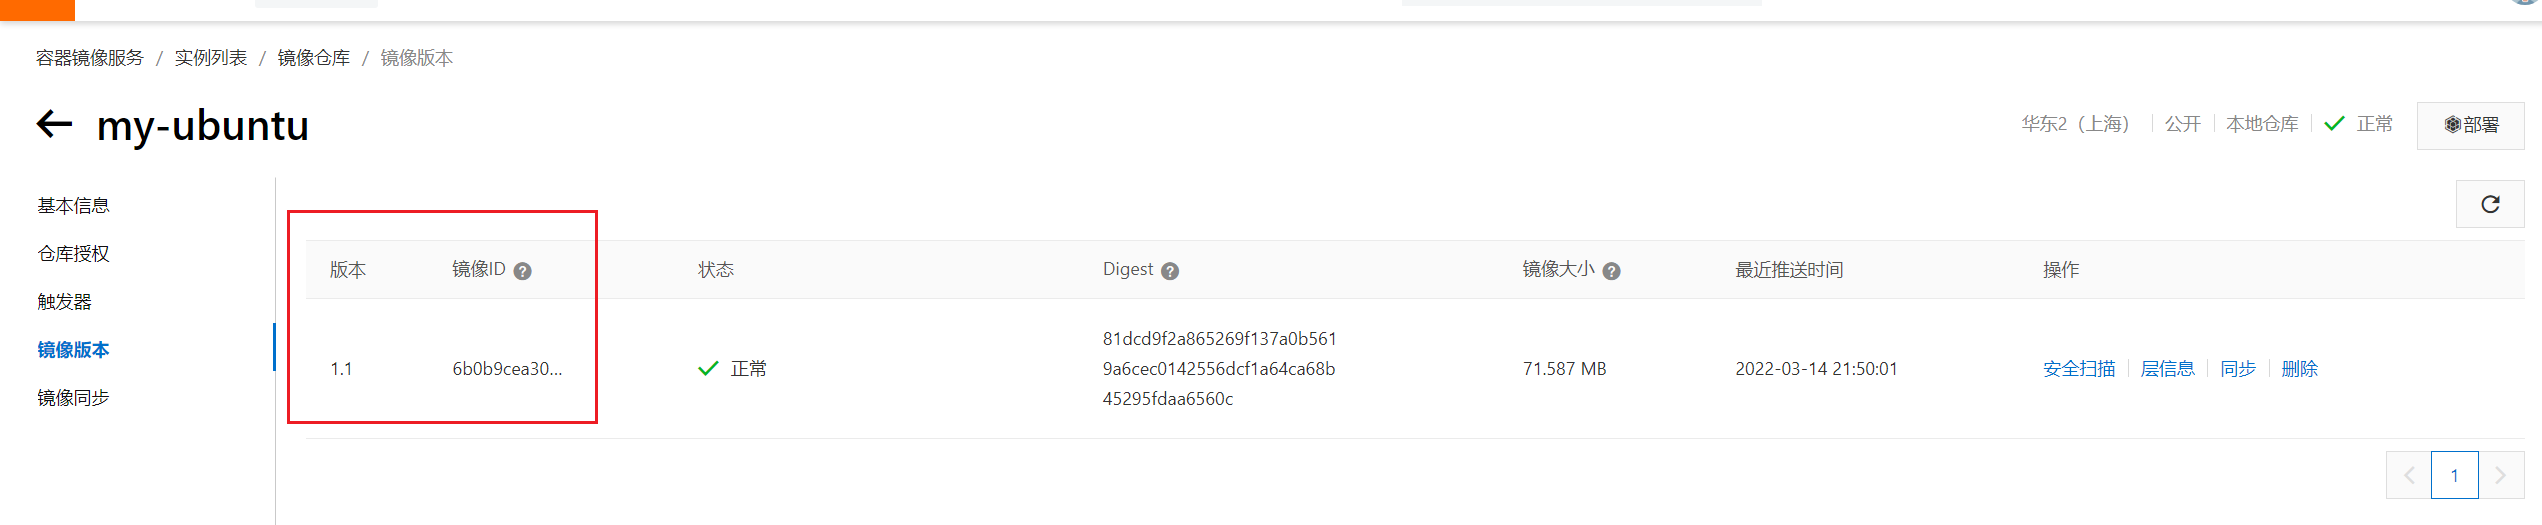 容器镜像服务 / 实例列表 / 镜像仓库 / 镜像版本
my-ubuntu
华东2（上海） 公开 本地仓库 正常 部署
基本信息
仓库授权
触发器
镜像版本
镜像同步
版本 镜像ID ? 状态 Digest ? 镜像大小 ? 最近推送时间 操作
1.1 6b0b9cea30... 正常 81dcd9f2a865269f137a0b561
9a6cec0142556dcf1a64ca68b
45295fdaa6560c
71.587 MB 2022-03-14 21:50:01 安全扫描 层信息 同步 删除
1